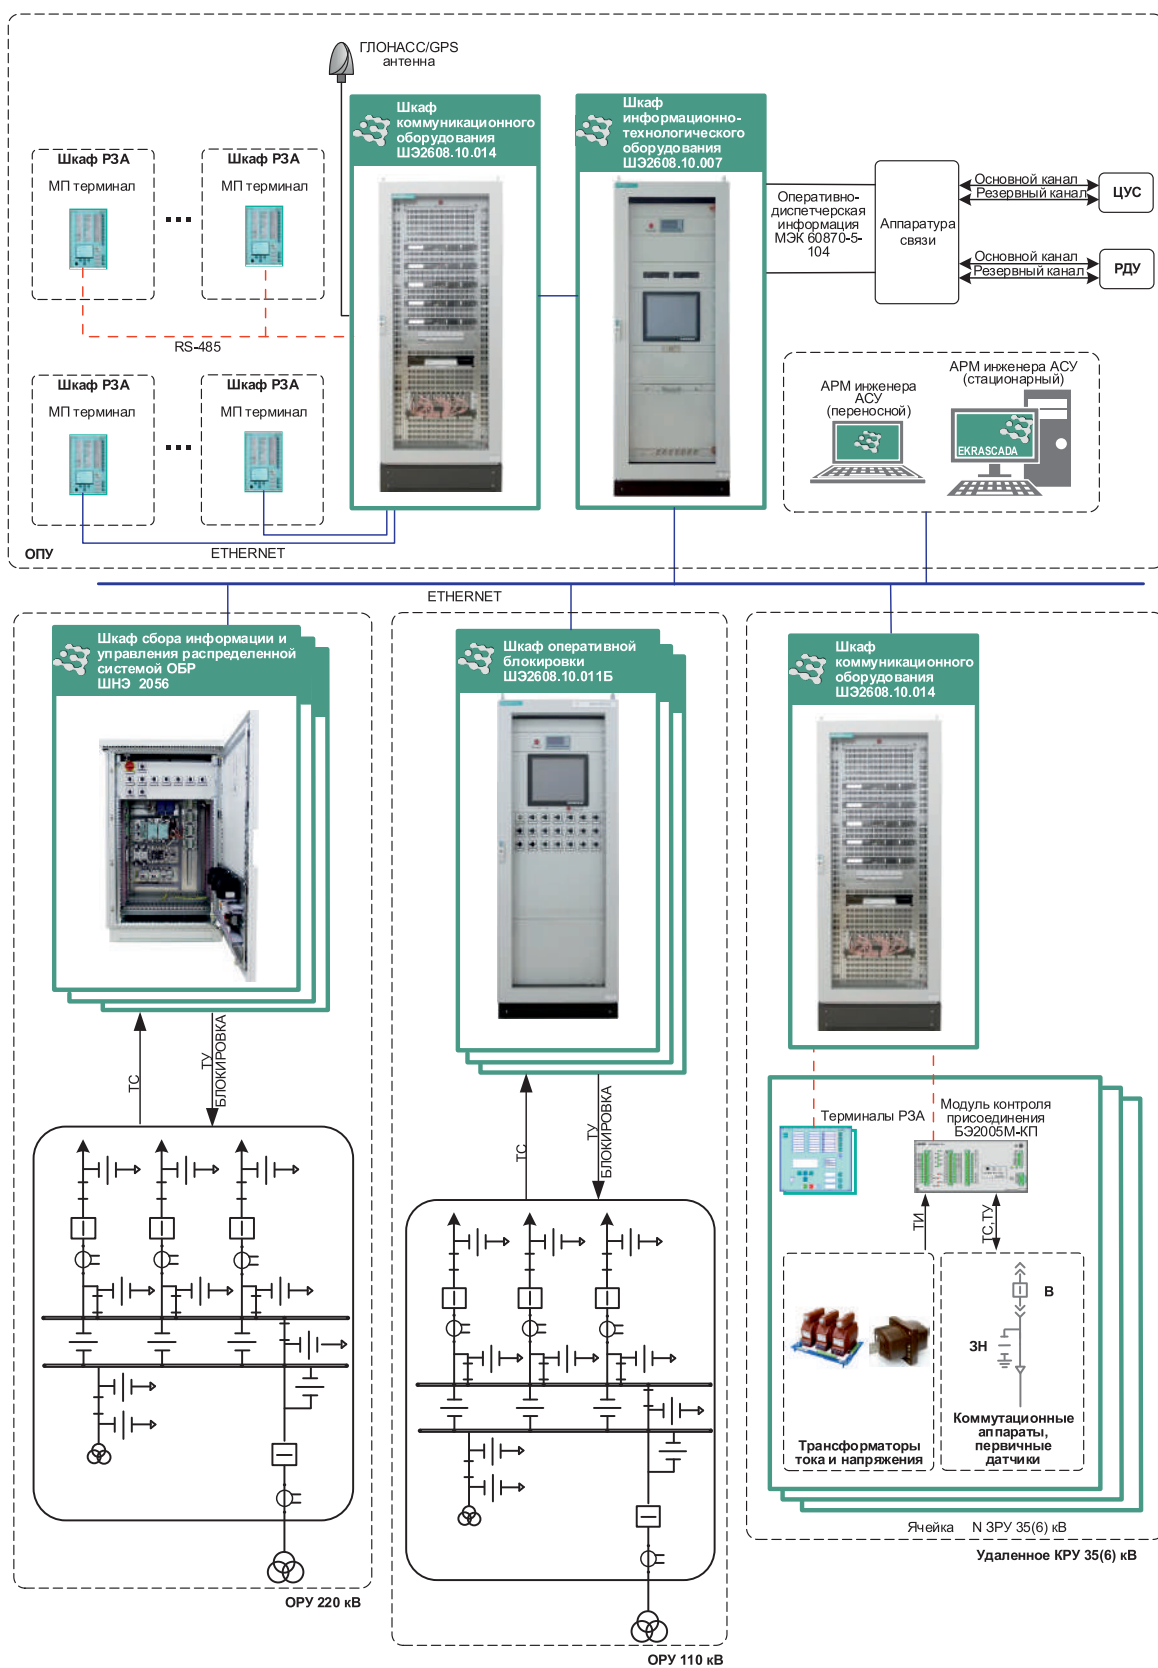 ГЛОНАСС/GPS
антенна
Шкаф
коммуникационного
оборудования
ШЭ2608.10.014
Шкаф
информационно-
технологического
оборудования
ШЭ2608.10.007
Шкаф РЗА
МП терминал
Шкаф РЗА
МП терминал
RS-485
Шкаф РЗА
МП терминал
Шкаф РЗА
МП терминал
ETHERNET
ОПУ
Оперативно-
диспетчерская
информация
МЭК 60870-5-
104
Аппаратура
связи
Основной канал
Резервный канал
ЦУС
Основной канал
Резервный канал
РДУ
АРМ инженера
АСУ
(переносной)
АРМ инженера АСУ
(стационарный)
EKRASCADA
ETHERNET
Шкаф сбора информации и
управления распределенной
системой ОБР
ШНЭ 2056
ТС
ТУ
БЛОКИРОВКА
ОРУ 220 кВ
Шкаф оперативной
блокировки
ШЭ2608.10.011Б
ТС
ТУ
БЛОКИРОВКА
ОРУ 110 кВ
Шкаф
коммуникационного
оборудования
ШЭ2608.10.014
Терминалы РЗА
Модуль контроля
присоединения
БЭ2005М-КП
ТИ
ТС,ТУ
Трансформаторы
тока и напряжения
В
ЗН
Коммутационные
аппараты,
первичные
датчики
Ячейка N ЗРУ 35(6) кВ
Удаленное КРУ 35(6) кВ